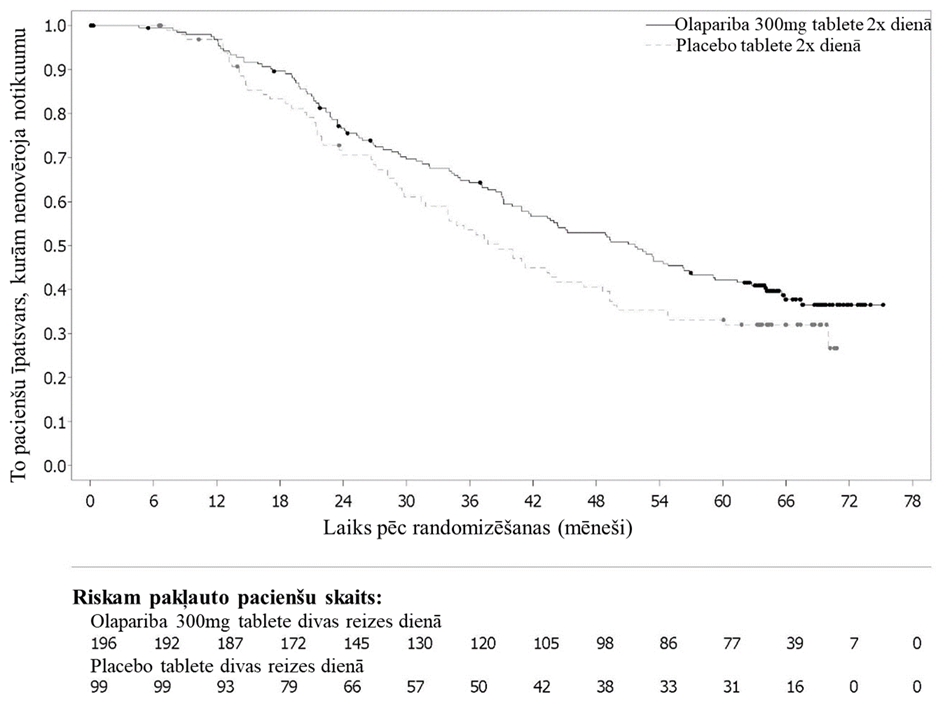 To pacienšu īpatsvars, kurām nenovēroja notikuumu
1.0
0.9
0.8
0.7
0.6
0.5
0.4
0.3
0.2
0.1
0.0
Olapariba 300mg tablete 2x dienā
Placebo tablete 2x dienā
0 6 12 18 24 30 36 42 48 54 60 66 72 78
Laiks pēc randomizēšanas (mēneši)
Riskam pakļauto pacienšu skaits:
Olapariba 300mg tablete divas reizes dienā
196 192 187 172 145 130 120 105 98 86 77 39 7 0
Placebo tablete divas reizes dienā
99 99 93 79 66 57 50 42 38 33 31 16 0 0